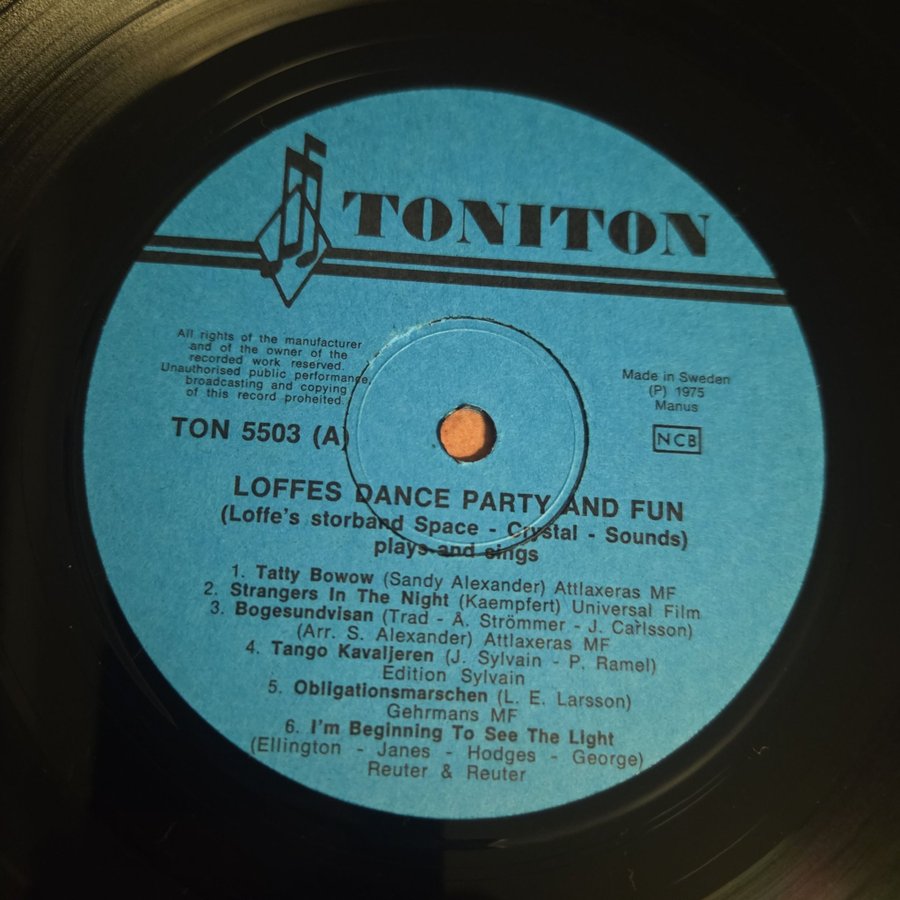 TONITON
All rights of the manufacturer
and of the owner of the
recorded work reserved.
Unauthorised public performance,
broadcasting and copying
of this record proheited.
Made in Sweden
(P) 1975
Manus
NCB
TON 5503 (A)
LOFFES DANCE PARTY AND FUN
(Loffe's storband Space - Crystal - Sounds)
plays and sings
1. Tatty Bowow (Sandy Alexander) Attlaxeras MF
2. Strangers In The Night (Kaempfert) Universal Film
3. Bogesundvisan (Trad - A. Strömmer - J. Carlsson)
(Arr. S. Alexander) Attlaxeras MF
4. Tango Kavaljeren (J. Sylvain - P. Ramel)
Edition Sylvain
5. Obligationsmarschen (L. E. Larsson)
Gehrmans MF
6. I'm Beginning To See The Light
(Ellington - Janes - Hodges - George)
Reuter & Reuter